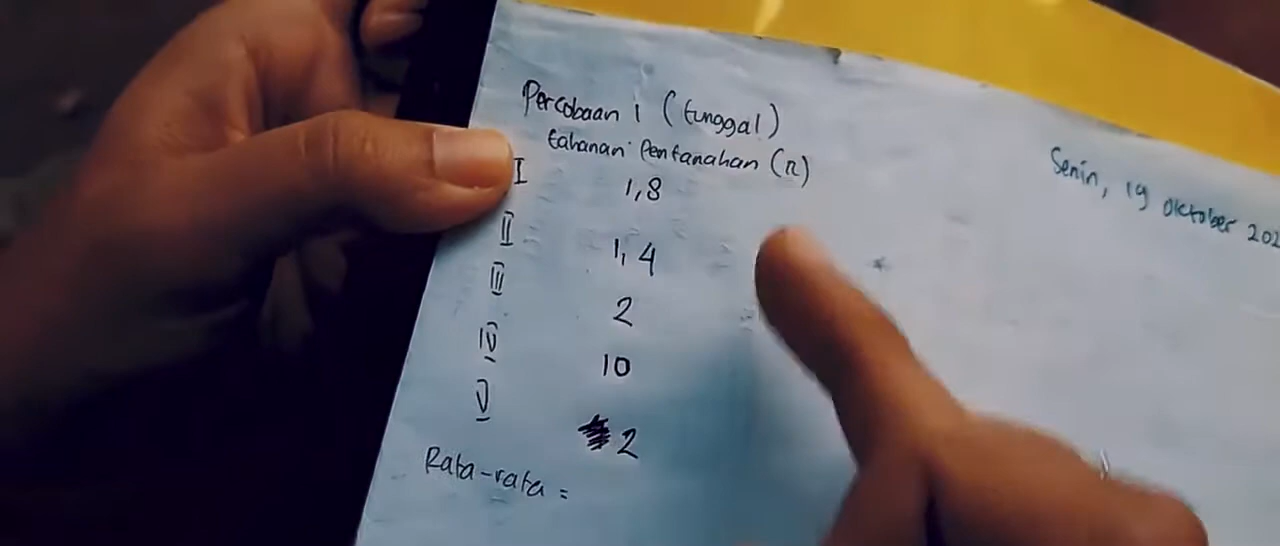 Percobaan 1 (tunggal)
tahanan Pentanahan (Ω)
I 1,8
II 1,4
III 2
IV 10
V 2
Rata-rata =
Senin, 19 Oktober